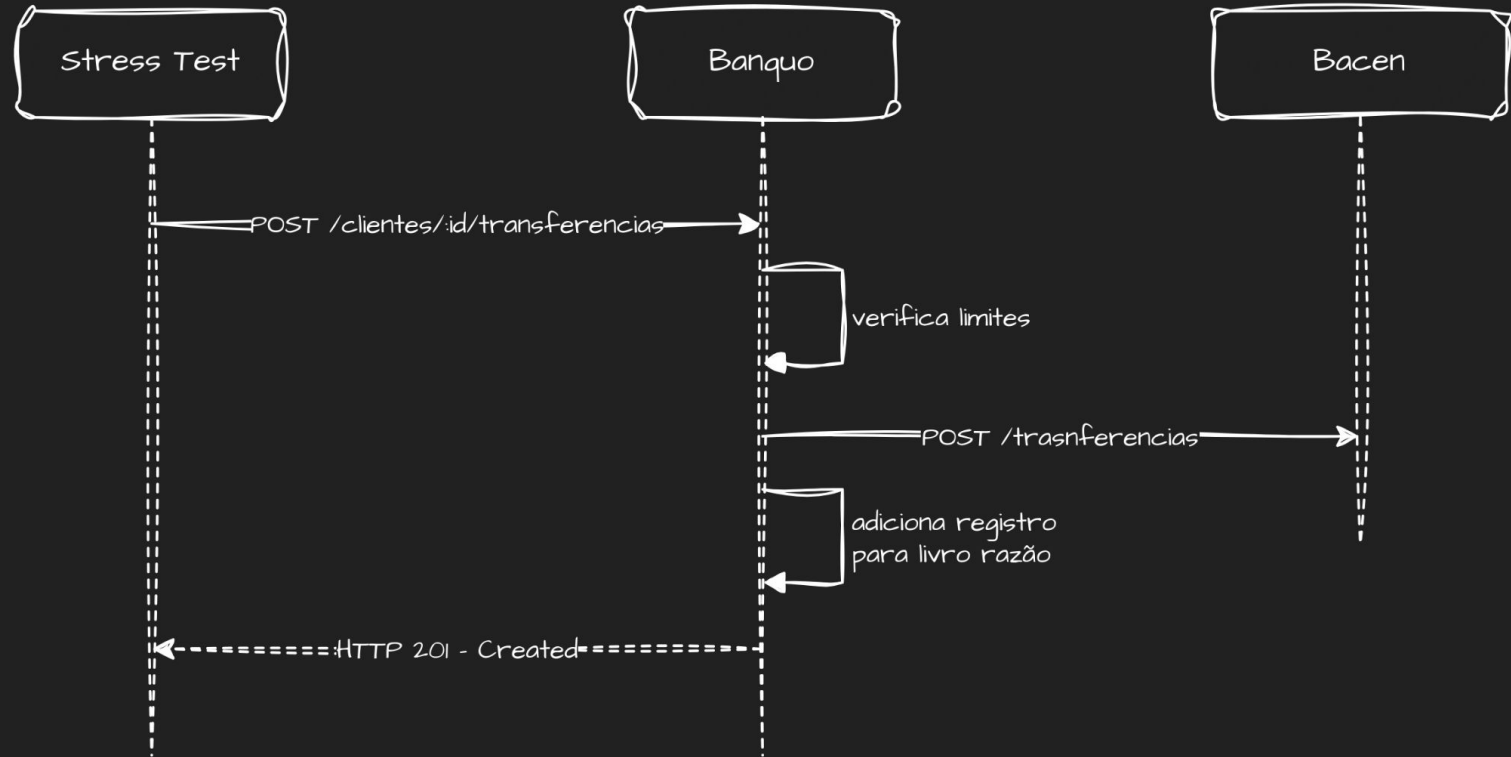 Stress Test
Banquo
Bacen
POST /clientes/:id/transferencias
verifica limites
POST /trasnferencias
adiciona registro
para livro razão
HTTP 201 - Created